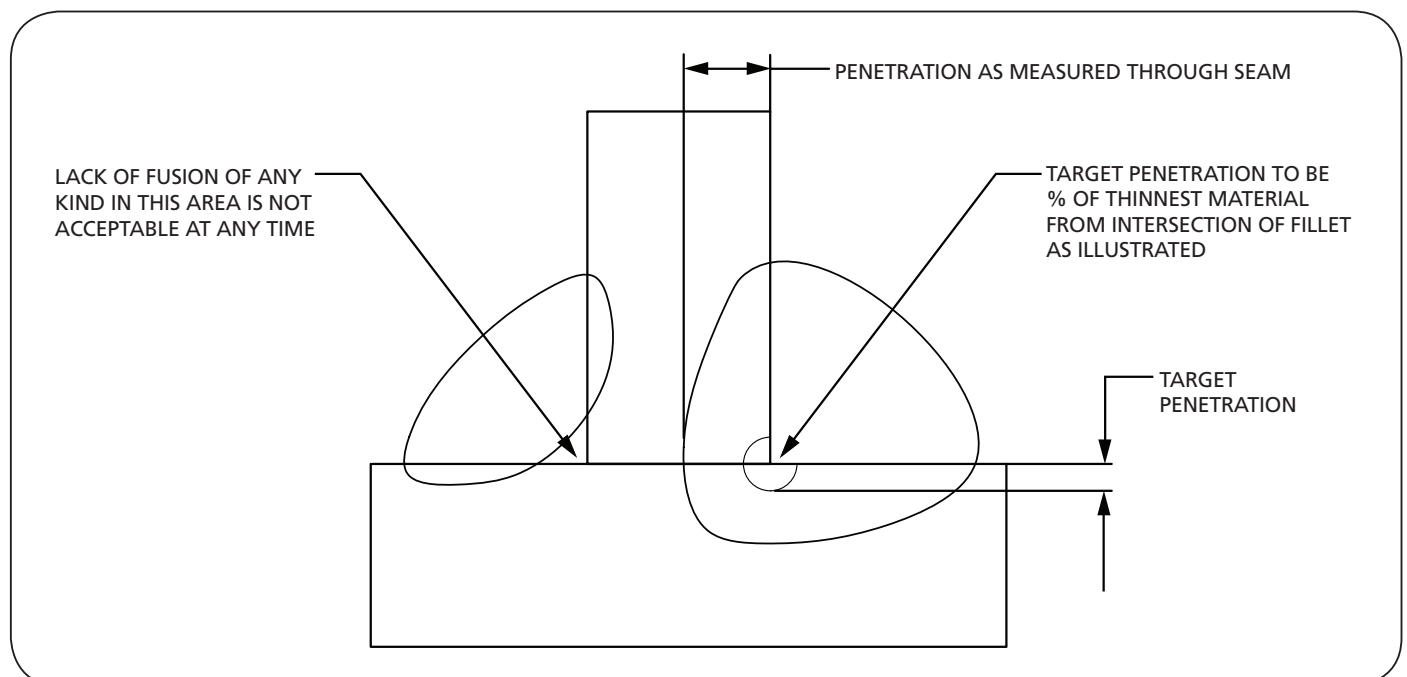 PENETRATION AS MEASURED THROUGH SEAM
LACK OF FUSION OF ANY
KIND IN THIS AREA IS NOT
ACCEPTABLE AT ANY TIME
TARGET PENETRATION TO BE
% OF THINNEST MATERIAL
FROM INTERSECTION OF FILLET
AS ILLUSTRATED
TARGET
PENETRATION